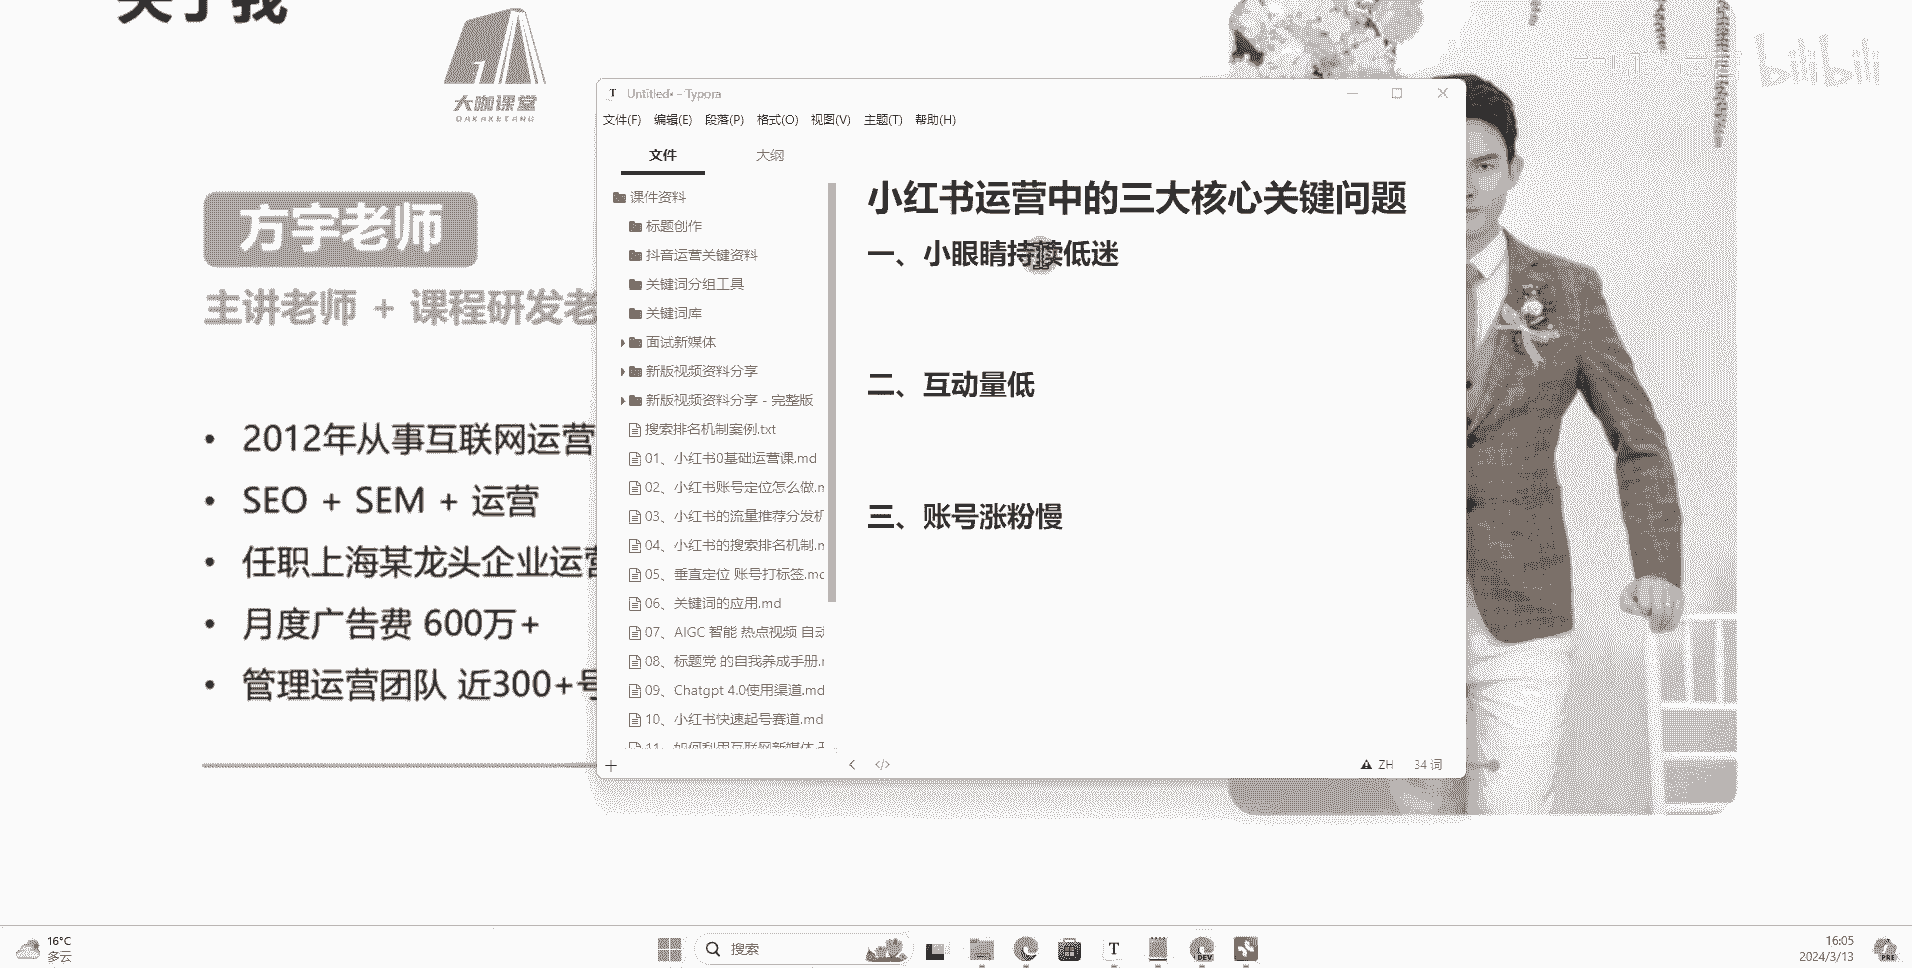 关于我
大咖课堂
DAKAKETANG
bilibili
方宇老师
主讲老师 + 课程研发老
2012年从事互联网运营
SEO + SEM + 运营
任职上海某龙头企业运营
月度广告费 600万+
管理运营团队 近300+号
Untitled• - Typora
文件(F) 编辑(E) 段落(P) 格式(O) 视图(V) 主题(T) 帮助(H)
文件 大纲
课件资料
标题创作
抖音运营关键资料
关键词分组工具
关键词库
面试新媒体
新版视频资料分享
新版视频资料分享 - 完整版
搜索排名机制案例.txt
01、小红书0基础运营课.md
02、小红书账号定位怎么做.m
03、小红书的流量推荐分发机
04、小红书的搜索排名机制.m
05、垂直定位 账号打标签.md
06、关键词的应用.md
07、AIGC 智能 热点视频 自动
08、标题党 的自我养成手册.m
09、Chatgpt 4.0使用渠道.md
10、小红书快速起号赛道.md
11、如何利用互联网新媒体
小红书运营中的三大核心关键问题
一、小眼睛持续低迷
二、互动量低
三、账号涨粉慢
ZH 34 词
16°C
多云
搜索
T
DEV
16:05
2024/3/13
PRE